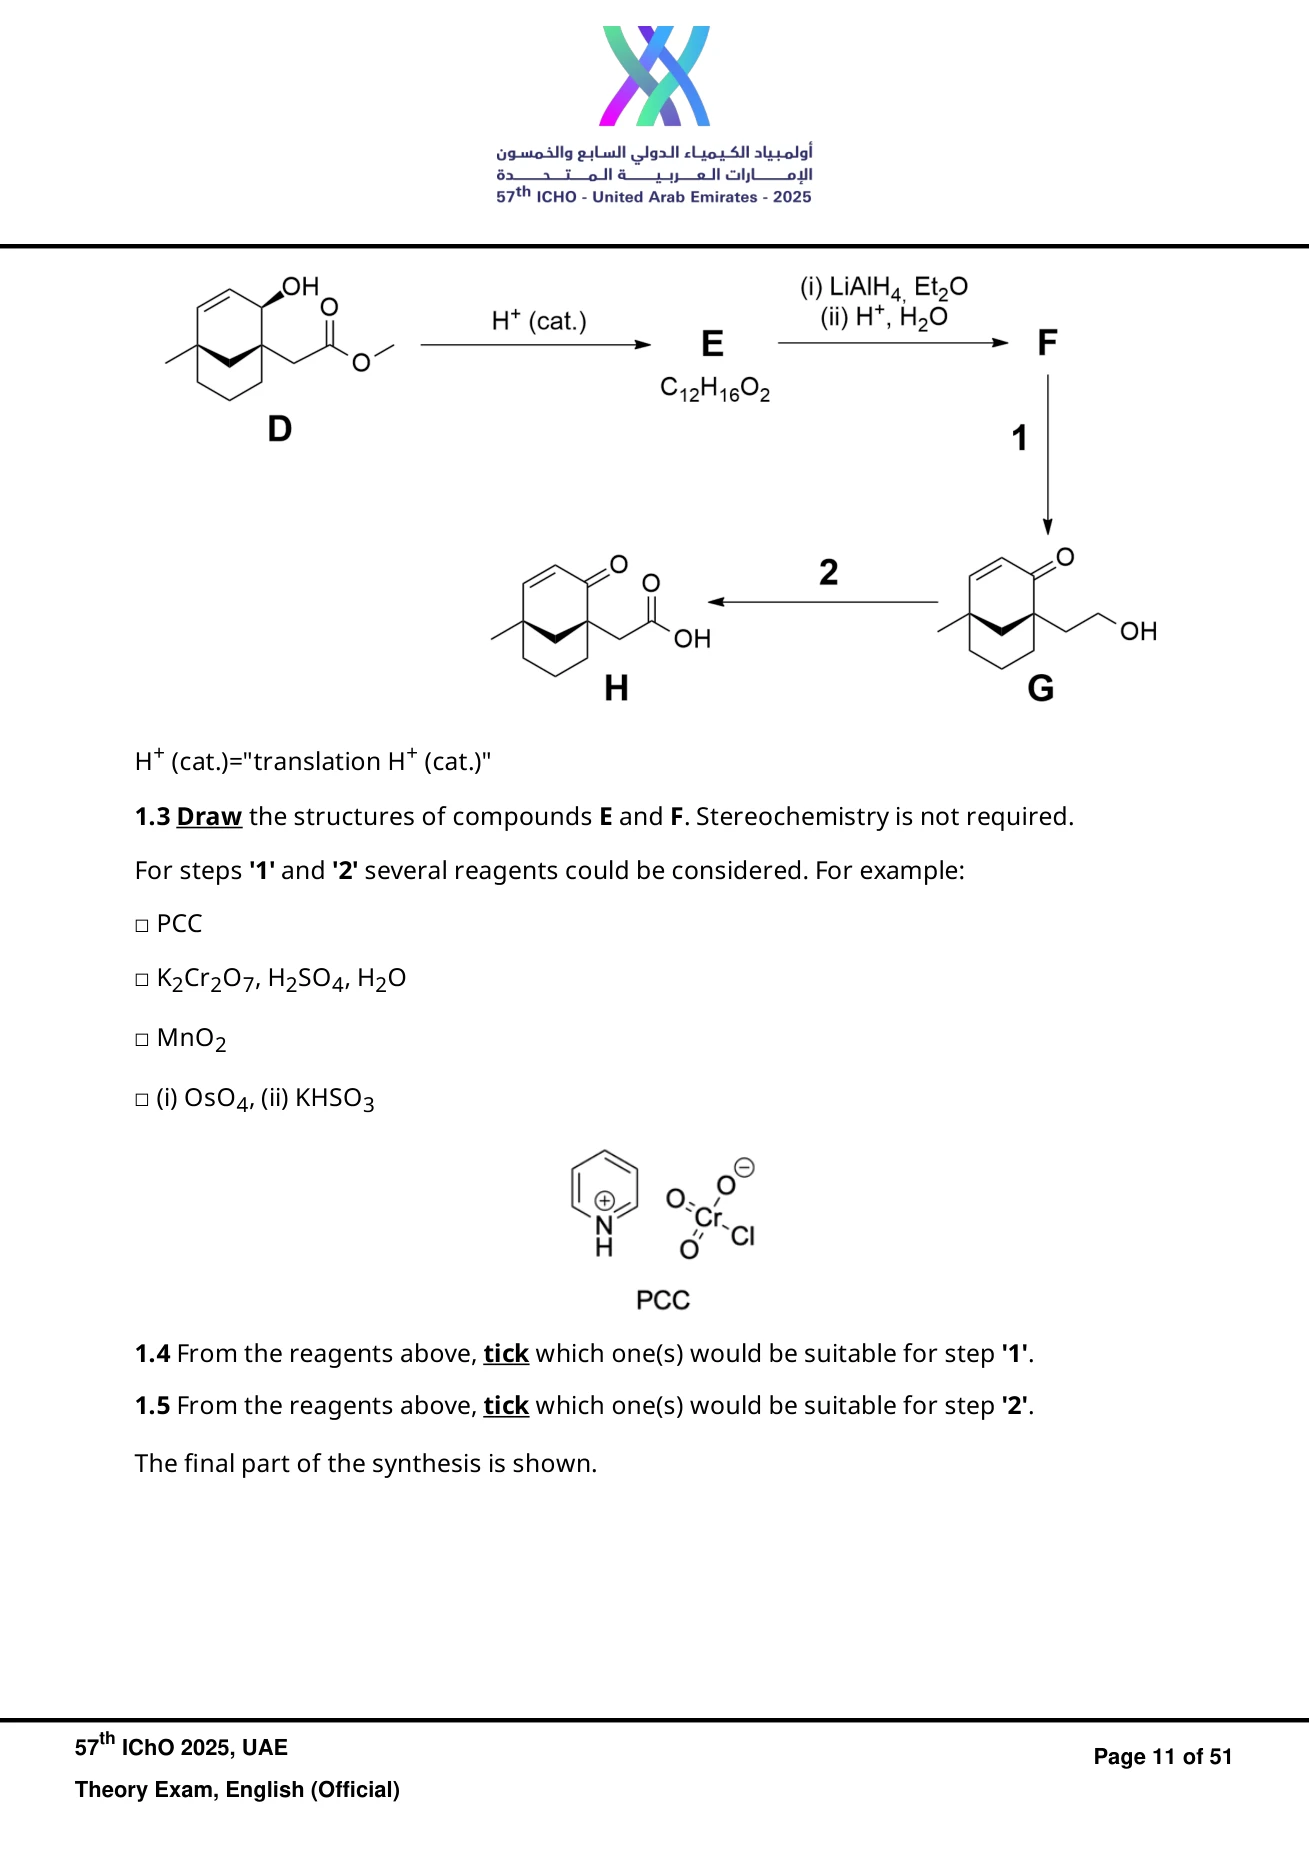 أولمبياد الكيمياء الدولي السابع والخمسون
الإمـــــارات العـــربيـــــة المـــتـــحـــــدة
57th ICHO - United Arab Emirates - 2025
OH
O
O
D
H+ (cat.)
E
C12H16O2
(i) LiAlH4, Et2O
(ii) H+, H2O
F
1
O
O
OH
H
2
O
OH
G
H+ (cat.)="translation H+ (cat.)"
1.3 Draw the structures of compounds E and F. Stereochemistry is not required.
For steps '1' and '2' several reagents could be considered. For example:
□ PCC
□ K2Cr2O7, H2SO4, H2O
□ MnO2
□ (i) OsO4, (ii) KHSO3
N
H
O
O
Cr
Cl
O
PCC
1.4 From the reagents above, tick which one(s) would be suitable for step '1'.
1.5 From the reagents above, tick which one(s) would be suitable for step '2'.
The final part of the synthesis is shown.
57th IChO 2025, UAE
Theory Exam, English (Official)
Page 11 of 51